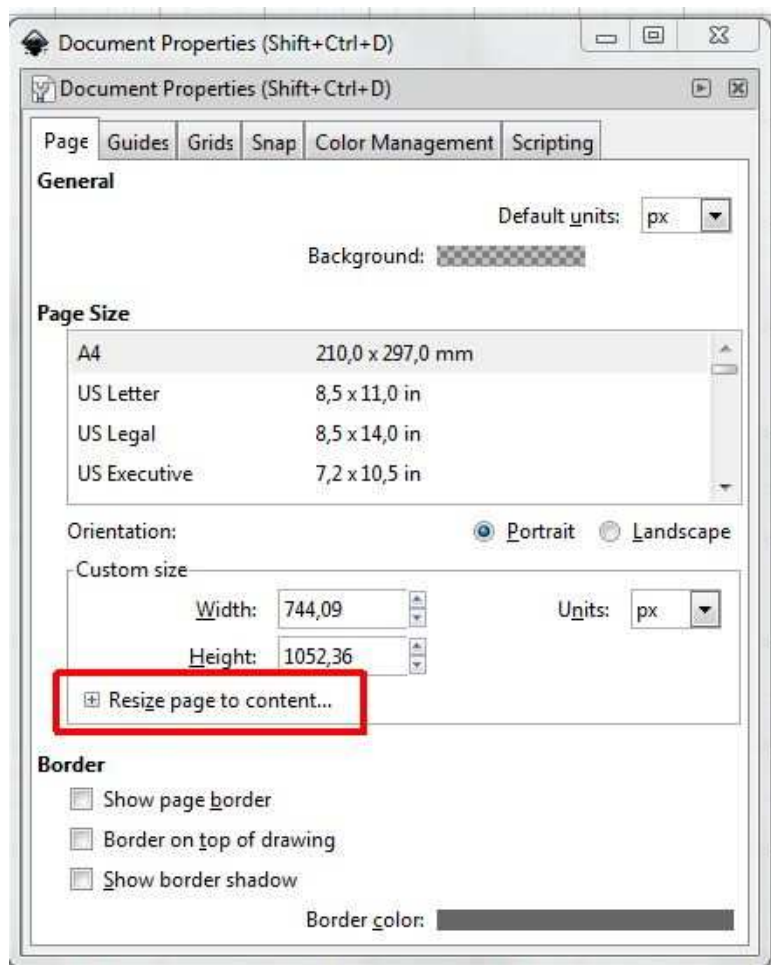 Document Properties (Shift+Ctrl+D)
Document Properties (Shift+Ctrl+D)
Page Guides Grids Snap Color Management Scripting
General
Default units: px
Background:
Page Size
A4 210,0 x 297,0 mm
US Letter 8,5 x 11,0 in
US Legal 8,5 x 14,0 in
US Executive 7,2 x 10,5 in
Orientation: Portrait Landscape
Custom size
Width: 744,09 Units: px
Height: 1052,36
Resize page to content...
Border
Show page border
Border on top of drawing
Show border shadow
Border color: